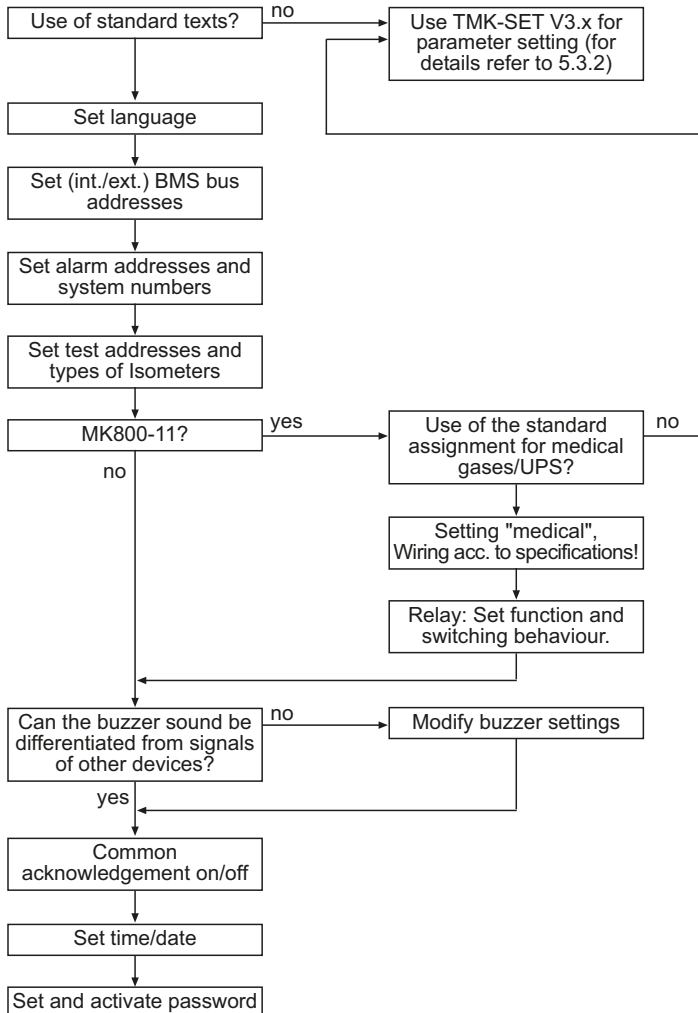 Use of standard texts?
no
Use TMK-SET V3.x for
parameter setting (for
details refer to 5.3.2)
Set language
Set (int./ext.) BMS bus
addresses
Set alarm addresses and
system numbers
Set test addresses and
types of Isometers
MK800-11?
yes
no
Use of the standard
assignment for medical
gases/UPS?
no
Setting "medical",
Wiring acc. to specifications!
Relay: Set function and
switching behaviour.
Can the buzzer sound be
differentiated from signals
of other devices?
no
yes
Modify buzzer settings
Common
acknowledgement on/off
Set time/date
Set and activate password